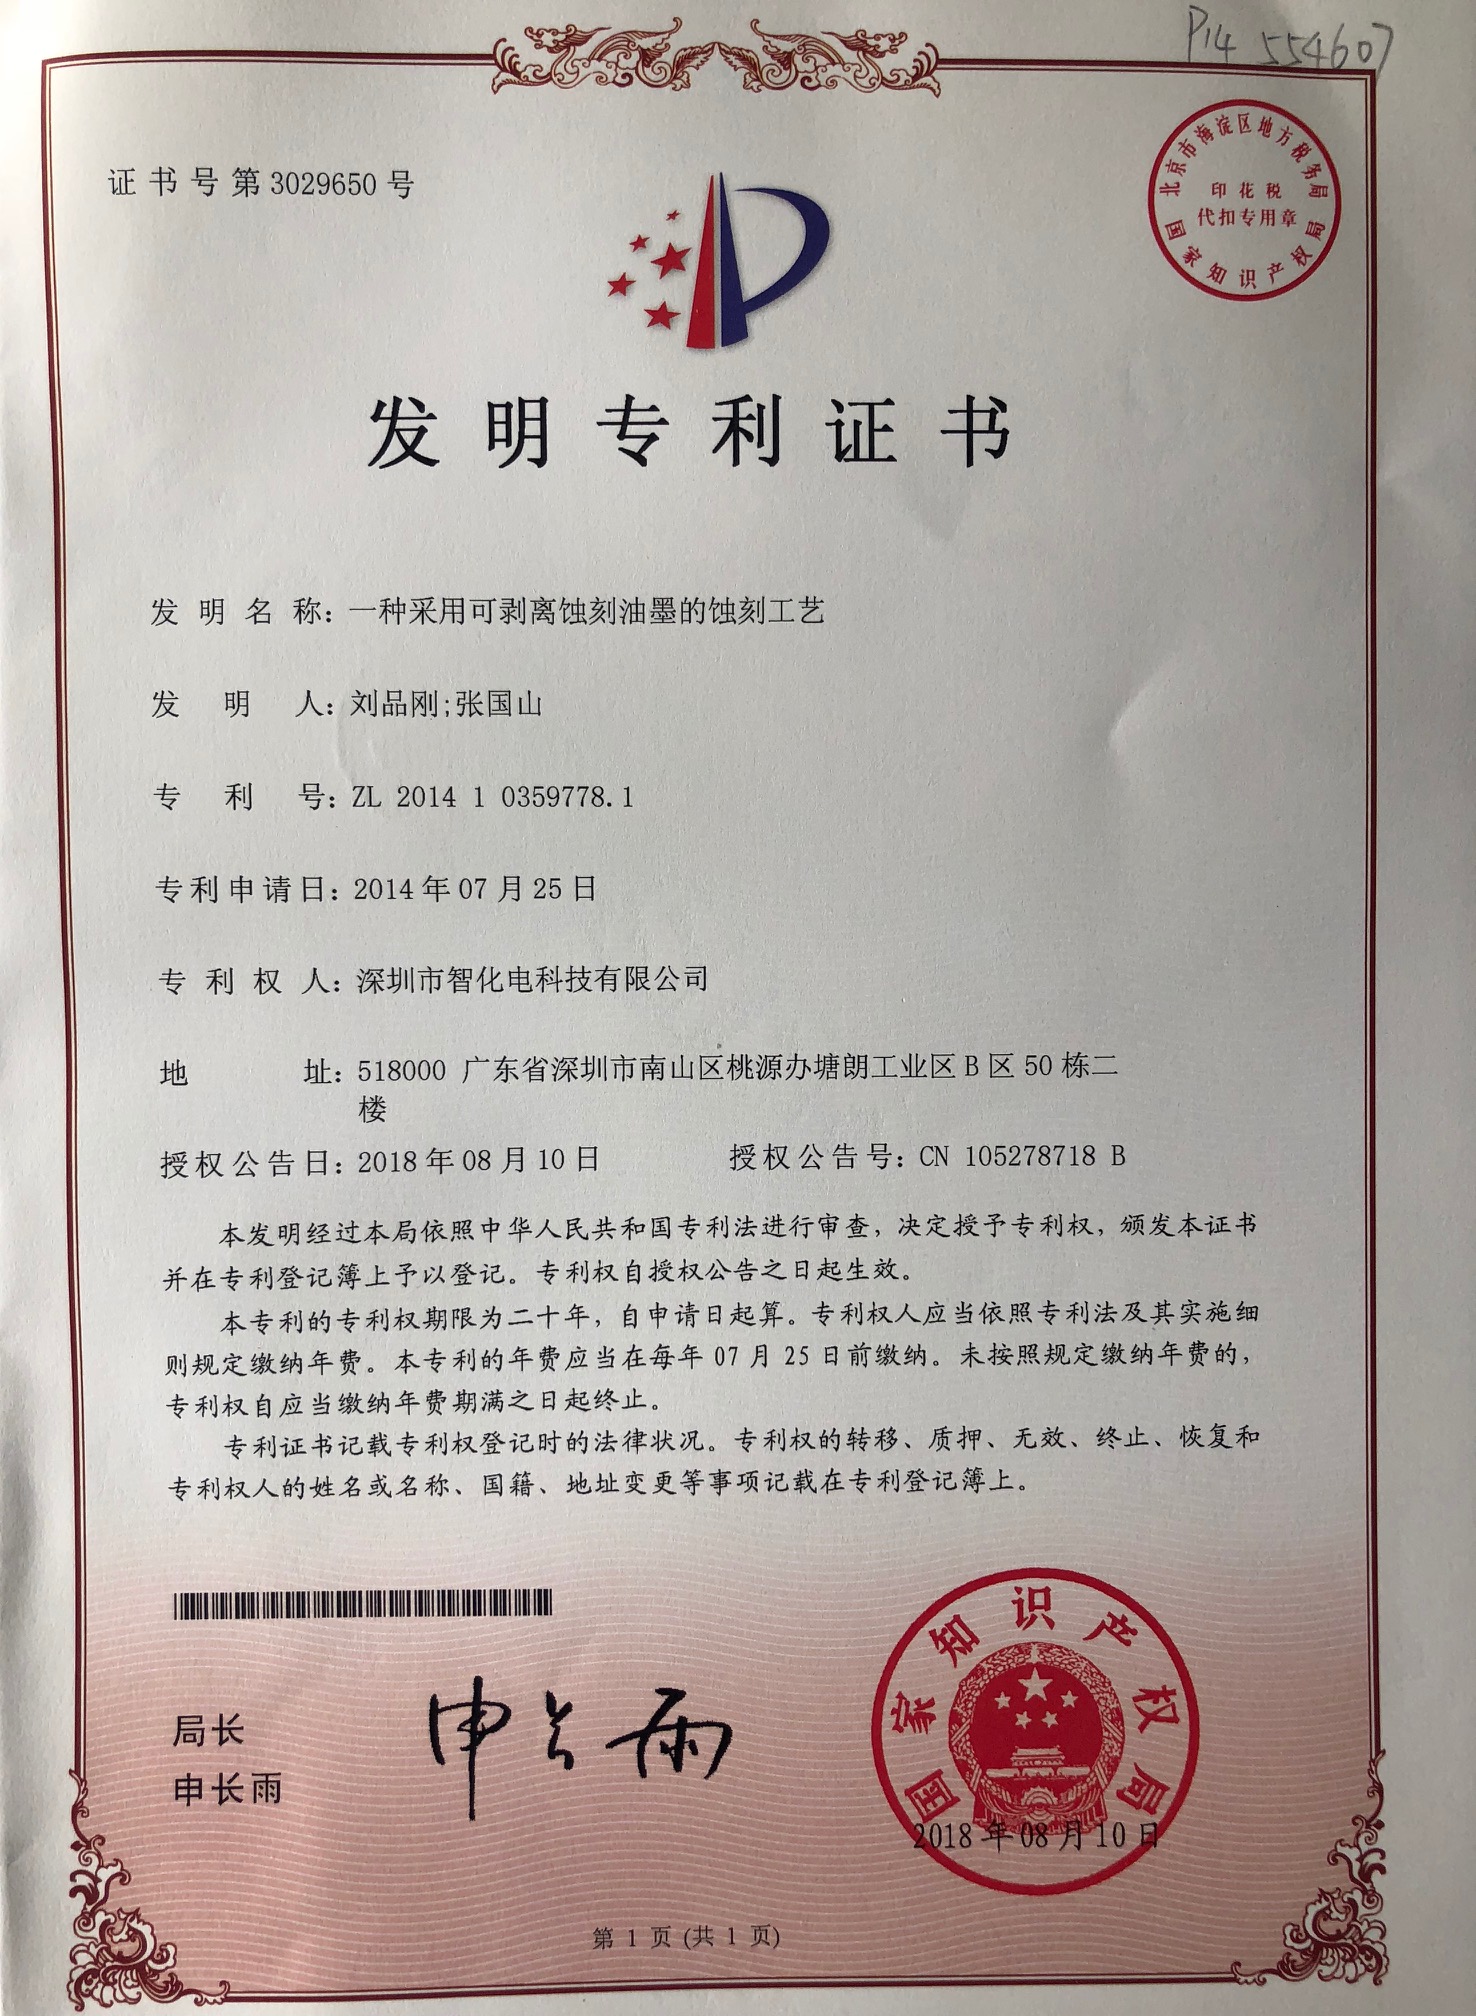 P14 554607
证书号第3029650号
北京市海淀区地方税务局
印花税
代扣专用章
国家知识产权局
发明专利证书
发明名称：一种采用可剥离蚀刻油墨的蚀刻工艺
发明人：刘品刚;张国山
专利号：ZL 2014 1 0359778.1
专利申请日：2014年07月25日
专利权人：深圳市智化电科技有限公司
地址：518000 广东省深圳市南山区桃源办塘朗工业区B区50栋二
楼
授权公告日：2018年08月10日 授权公告号：CN 105278718 B
本发明经过本局依照中华人民共和国专利法进行审查，决定授予专利权，颁发本证书
并在专利登记簿上予以登记。专利权自授权公告之日起生效。
本专利的专利权期限为二十年，自申请日起算。专利权人应当依照专利法及其实施细
则规定缴纳年费。本专利的年费应当在每年07月25日前缴纳。未按照规定缴纳年费的，
专利权自应当缴纳年费期满之日起终止。
专利证书记载专利权登记时的法律状况。专利权的转移、质押、无效、终止、恢复和
专利权人的姓名或名称、国籍、地址变更等事项记载在专利登记簿上。
局长
申长雨
申长雨
国家知识产权局
2018年08月10日
第1页(共1页)